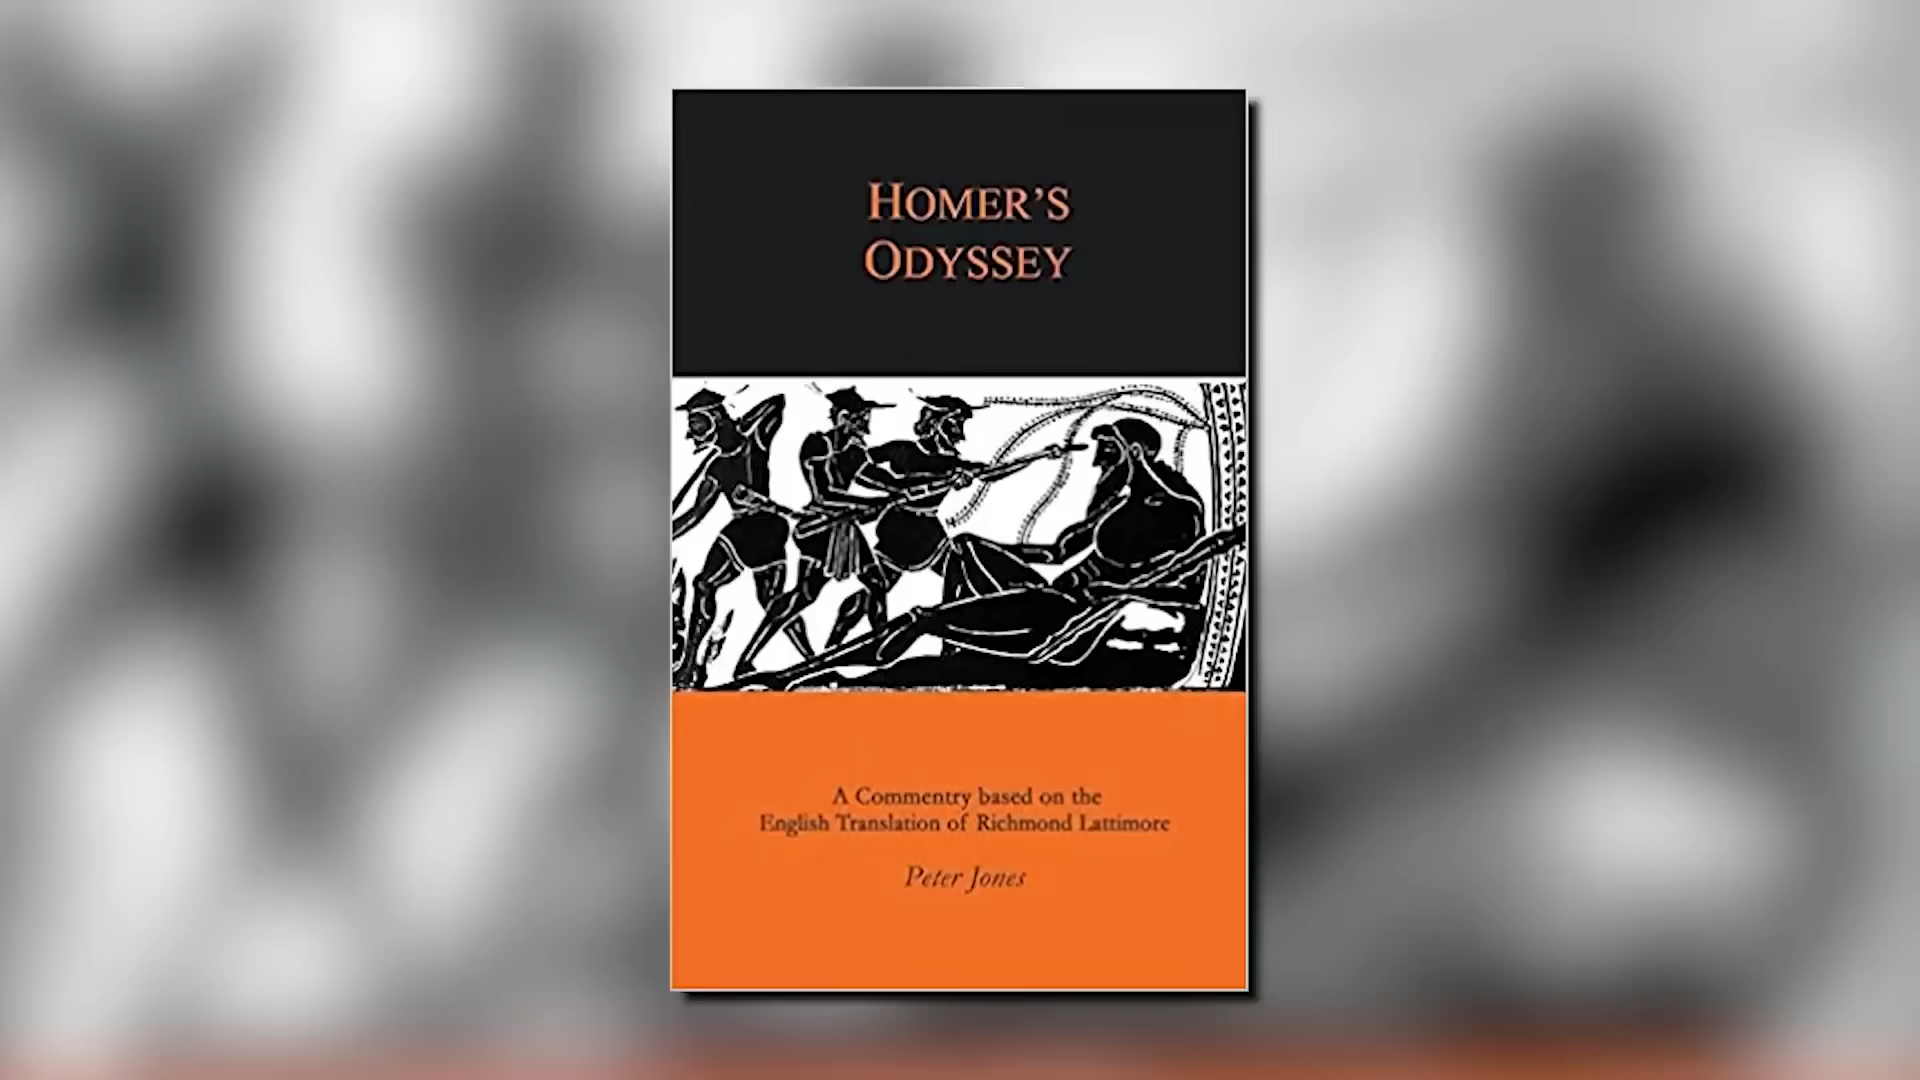 HOMER'S
ODYSSEY
A Commentry based on the
English Translation of Richmond Lattimore
Peter Jones